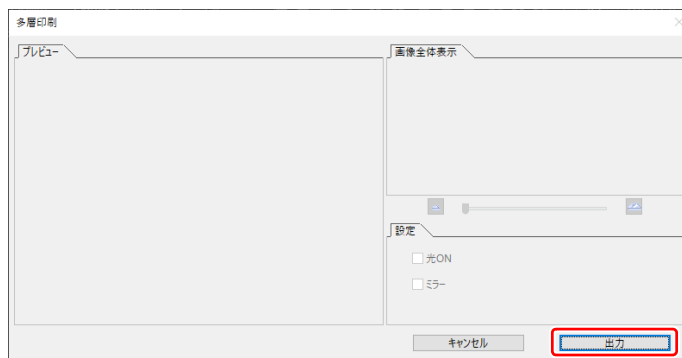 多層印刷
プレビュー
画像全体表示
設定
光ON
ミラー
キャンセル
出力